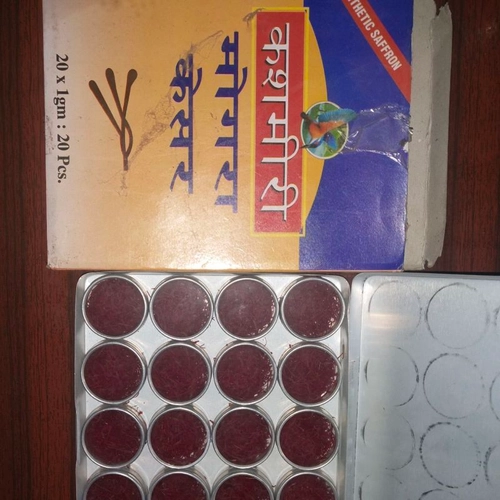 THETIC SAFFRON
कश्मीरी
मोगरा
केसर
20 x 1gm : 20 Pcs.